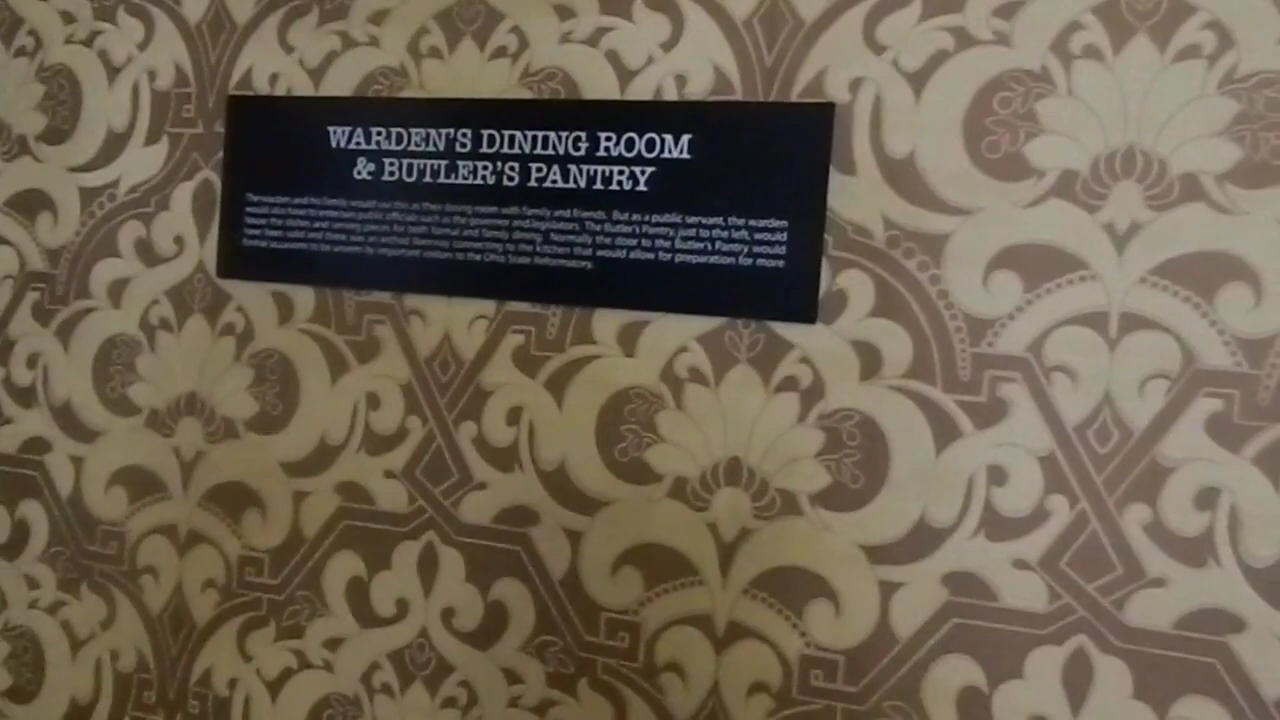 WARDEN'S DINING ROOM
& BUTLER'S PANTRY
The warden and his family would use this as their dining room with family and friends. But as a public servant, the warden
would also have to entertain public officials such as the governor and legislators. The Butler's Pantry, just to the left, would
house the dishes and serving pieces for both formal and family dining. Normally the door to the Butler's Pantry would
have been solid and there was an arched doorway connecting to the kitchen that would allow for preparation for more
formal occasions to be unseen by important visitors to the Ohio State Reformatory.